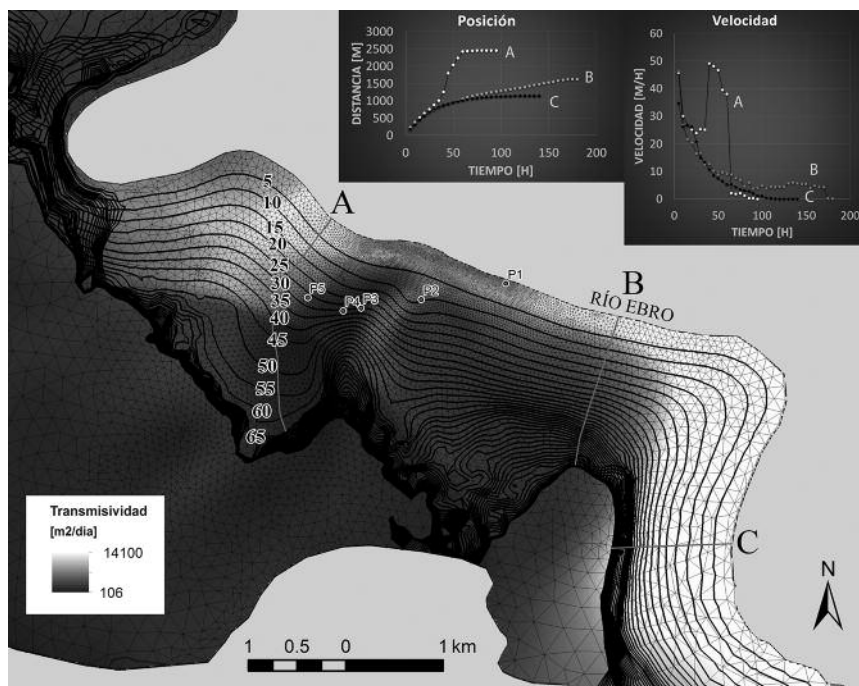 Posición
DISTANCIA [M]
3000
2500
2000
1500
1000
500
0
0 50 100 150 200
TIEMPO [H]
A
B
C
Velocidad
VELOCIDAD [M/H]
60
50
40
30
20
10
0
0 50 100 150 200
TIEMPO [H]
A
B
C
A
B
C
RÍO EBRO
5
10
15
20
25
30
35
40
45
50
55
60
65
P1
P2
P3
P4
P5
Transmisividad
[m2/dia]
14100
106
N
1 0.5 0 1 km